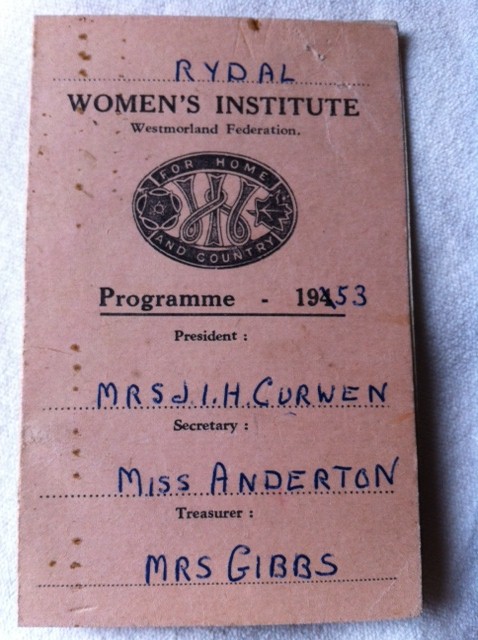 RYDAL
WOMEN'S INSTITUTE
Westmorland Federation.
FOR HOME
WI
AND COUNTRY
Programme - 19453
President :
MRS J.I.H. CURWEN
Secretary :
MISS ANDERTON
Treasurer :
MRS GIBBS